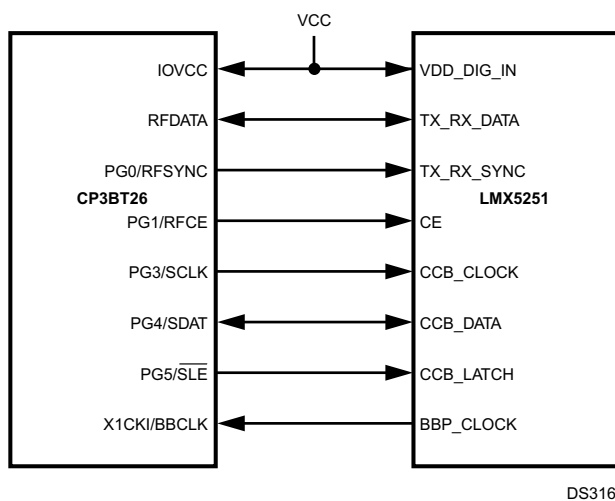 VCC
IOVCC VDD_DIG_IN
RFDATA TX_RX_DATA
PG0/RFSYNC TX_RX_SYNC
CP3BT26 LMX5251
PG1/RFCE CE
PG3/SCLK CCB_CLOCK
PG4/SDAT CCB_DATA
PG5/SLE CCB_LATCH
X1CKI/BBCLK BBP_CLOCK
DS316